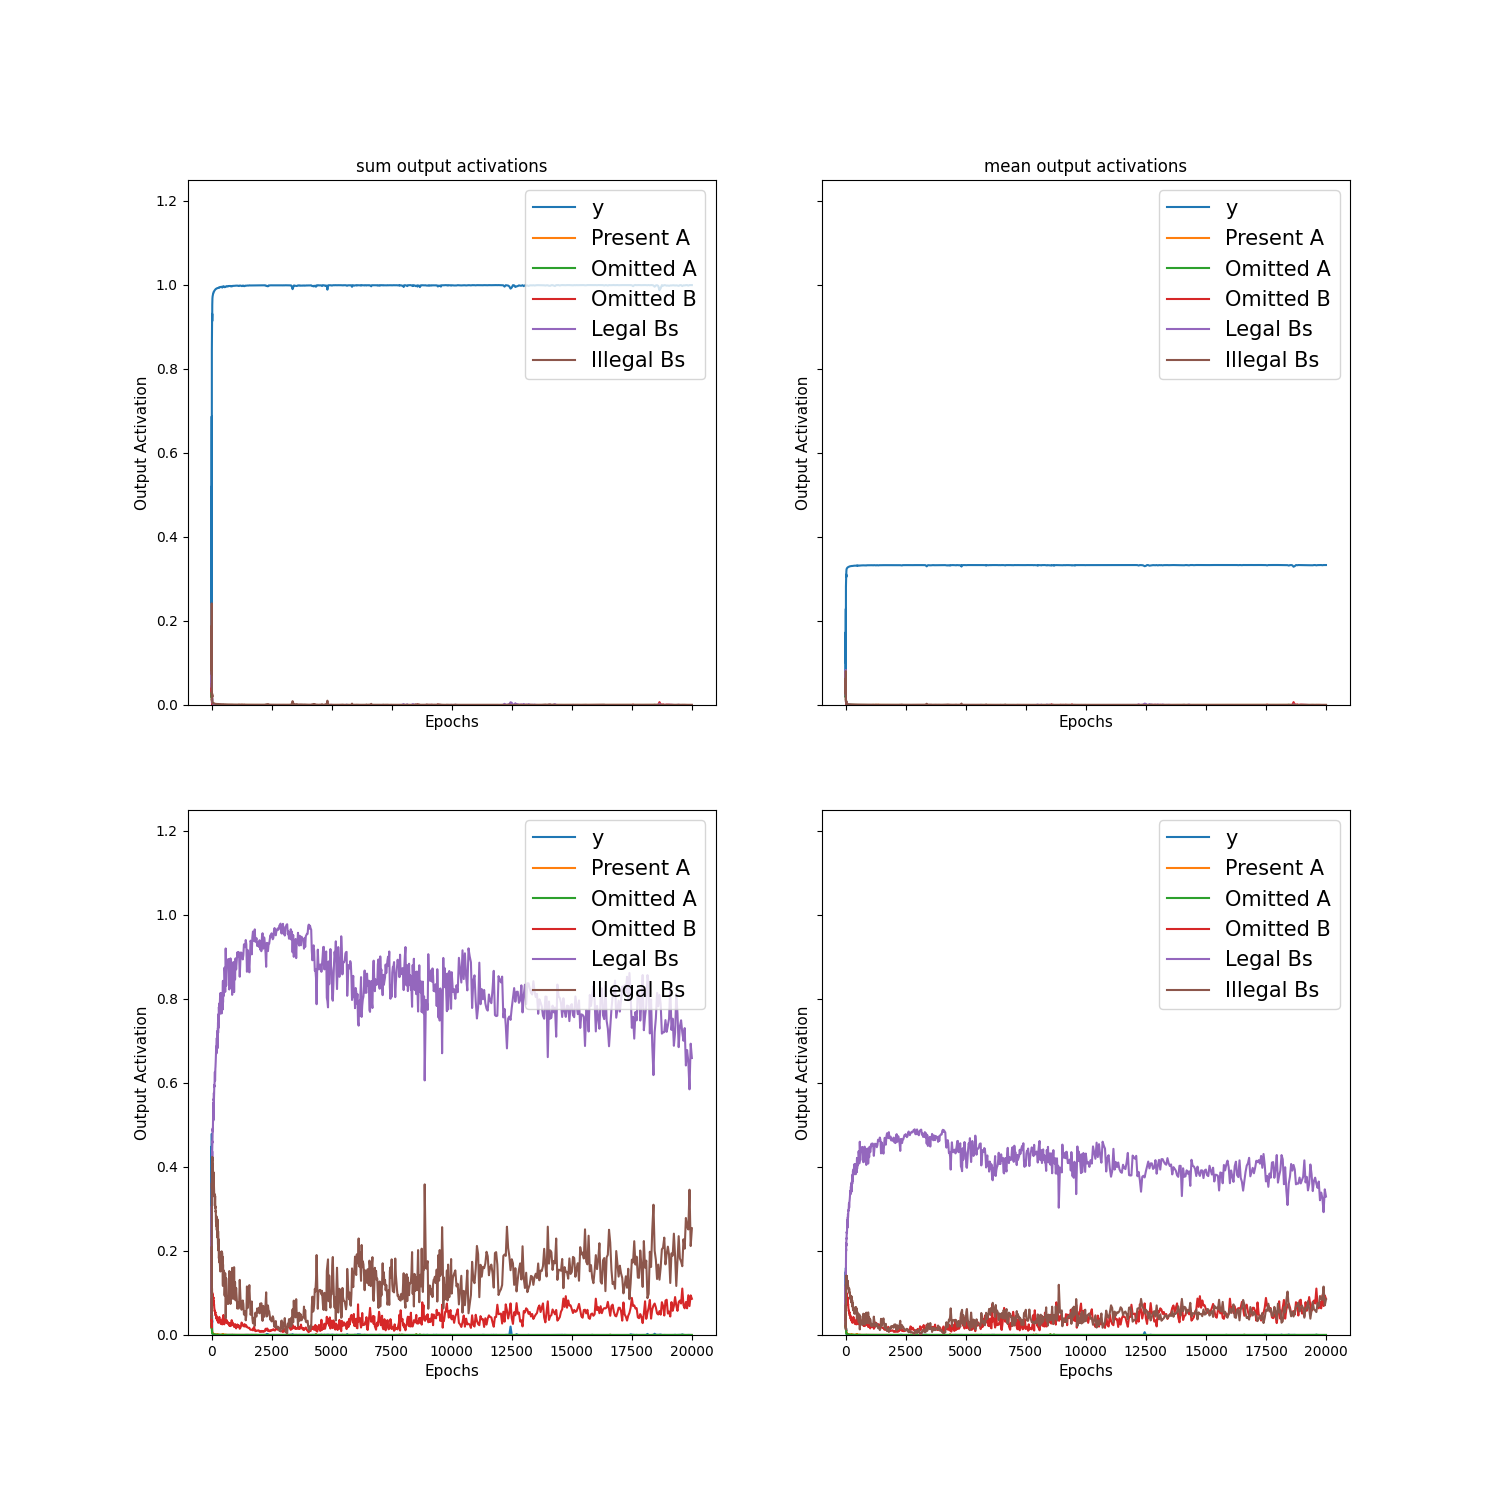 sum output activations
mean output activations
1.2
1.0
0.8
0.6
0.4
0.2
0.0
Output Activation
Epochs
y
Present A
Omitted A
Omitted B
Legal Bs
Illegal Bs
Output Activation
Epochs
y
Present A
Omitted A
Omitted B
Legal Bs
Illegal Bs
1.2
1.0
0.8
0.6
0.4
0.2
0.0
Output Activation
0 2500 5000 7500 10000 12500 15000 17500 20000
Epochs
y
Present A
Omitted A
Omitted B
Legal Bs
Illegal Bs
Output Activation
0 2500 5000 7500 10000 12500 15000 17500 20000
Epochs
y
Present A
Omitted A
Omitted B
Legal Bs
Illegal Bs